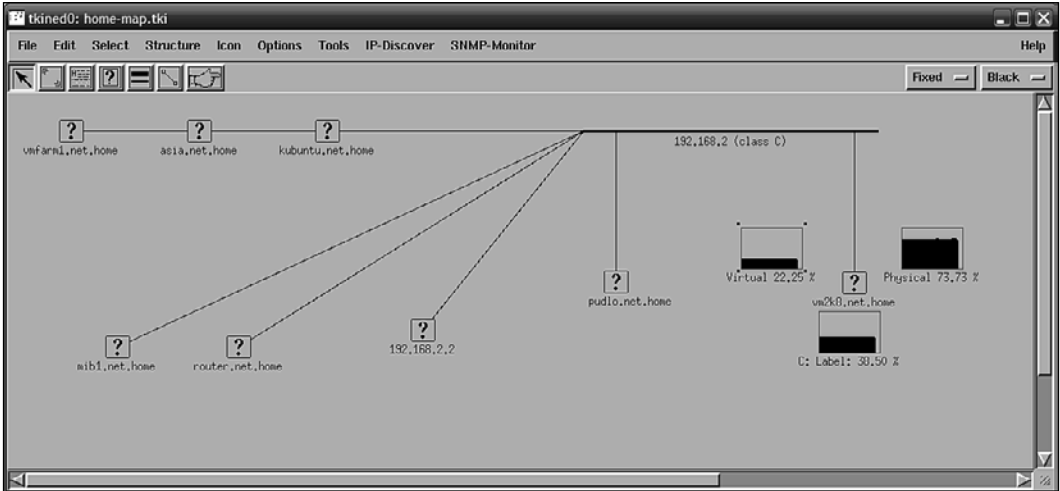 tkined0: home-map.tki
File Edit Select Structure Icon Options Tools IP-Discover SNMP-Monitor Help
Fixed Black
? ? ?
vmfarm1.net.home asia.net.home kubuntu.net.home
192.168.2 (class C)
Virtual 22.25 % Physical 73.73 %
? ?
pudlo.net.home vm2k8.net.home
? ? ?
mib1.net.home router.net.home 192.168.2.2
C: Label: 38.50 %